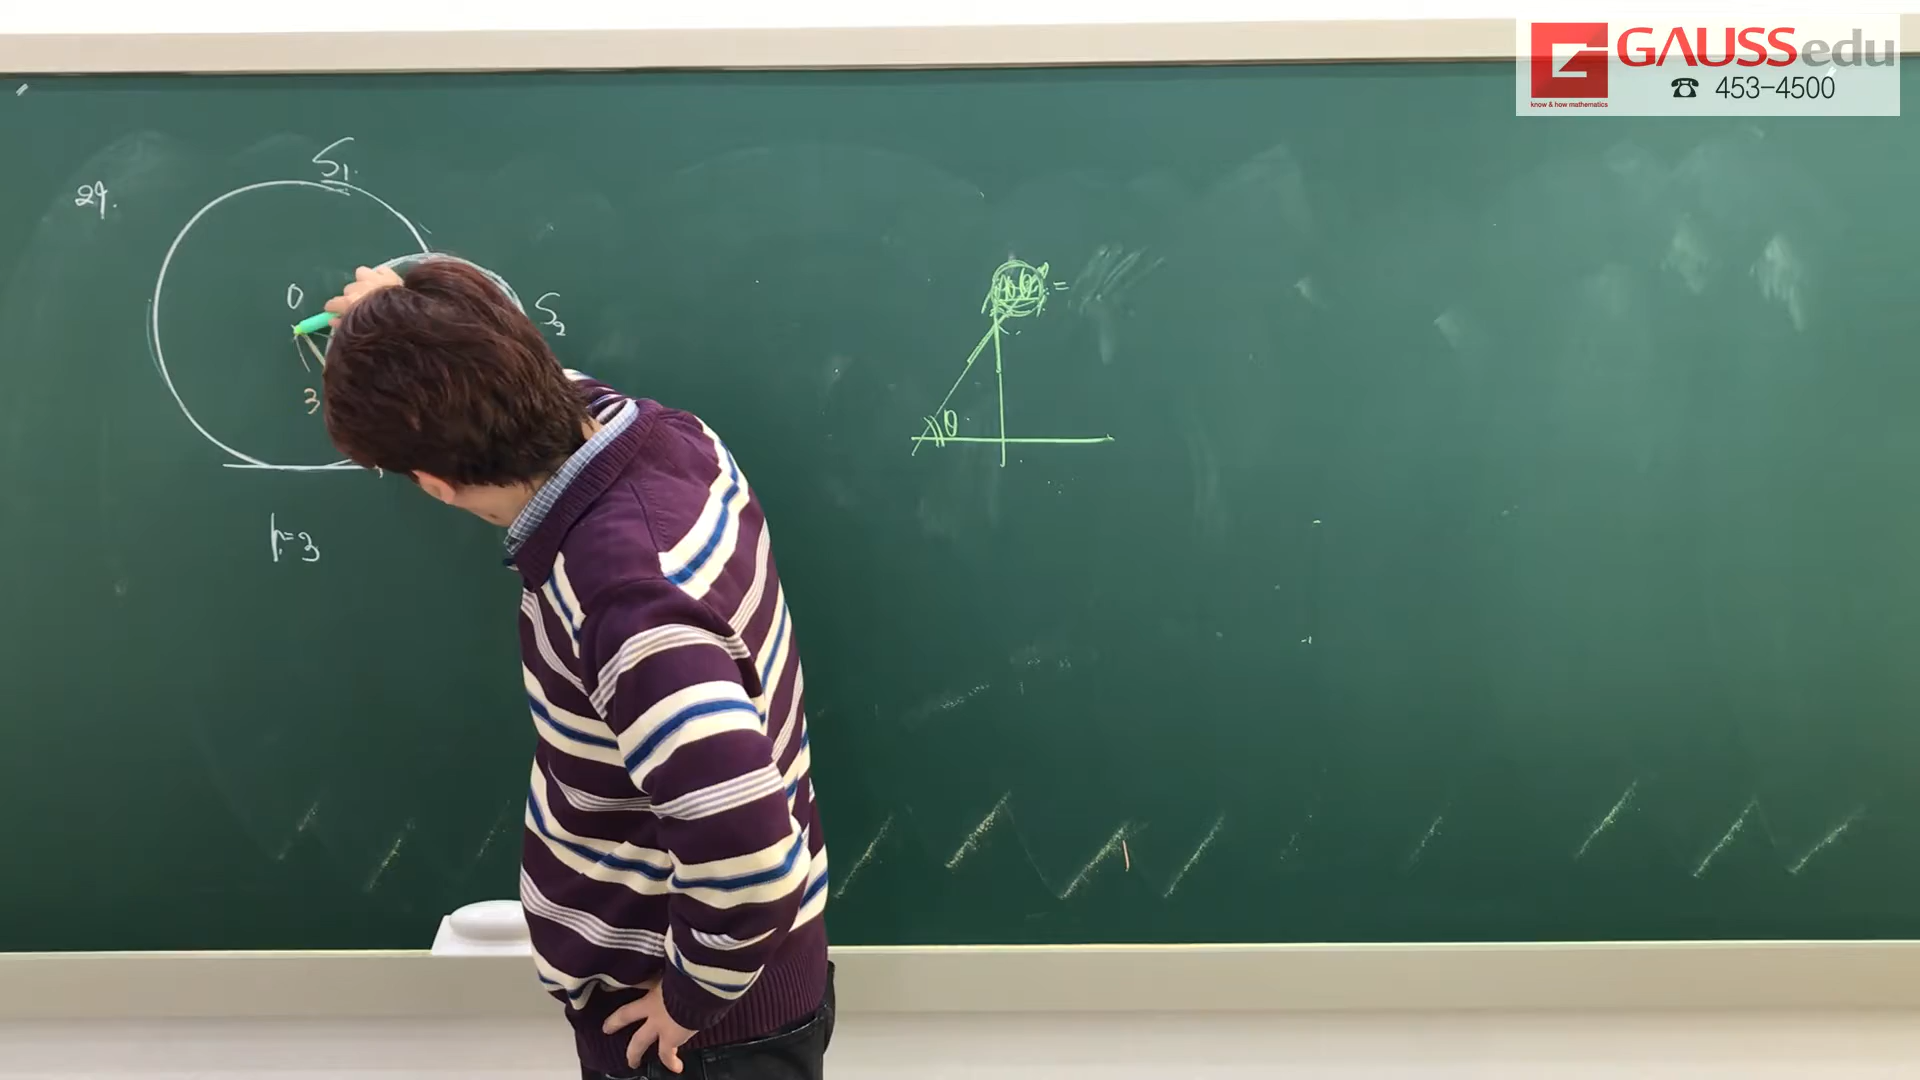 GAUSSedu
know & how mathematics
☎ 453-4500
29.
S₁
O
S₂
3
r=3
θ
=